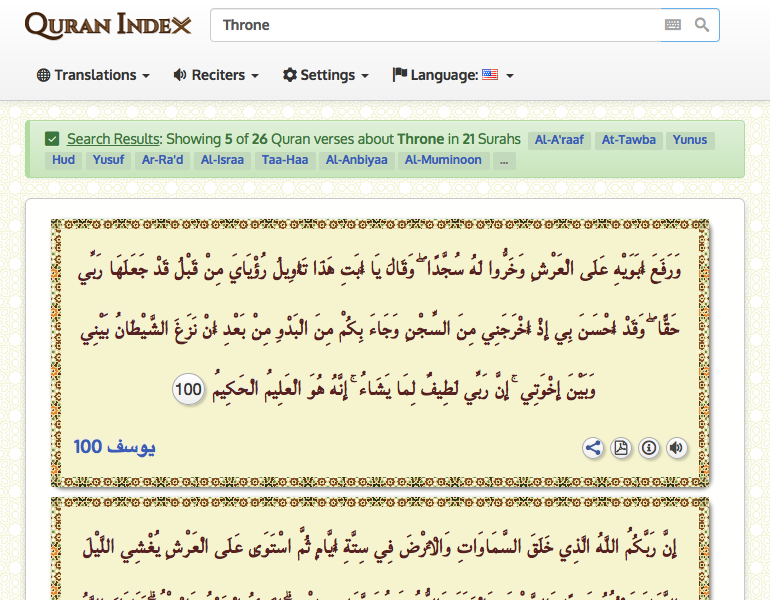 QURAN INDEX
Throne
Translations
Reciters
Settings
Language:
Search Results: Showing 5 of 26 Quran verses about Throne in 21 Surahs Al-A'raaf At-Tawba Yunus
Hud Yusuf Ar-Ra'd Al-Israa Taa-Haa Al-Anbiyaa Al-Muminoon ...
وَرَفَعَ أَبَوَيْهِ عَلَى الْعَرْشِ وَخَرُّوا لَهُ سُجَّدًا ۖ وَقَالَ يَا أَبَتِ هَٰذَا تَأْوِيلُ رُؤْيَايَ مِنْ قَبْلُ قَدْ جَعَلَهَا رَبِّي
حَقًّا ۖ وَقَدْ أَحْسَنَ بِي إِذْ أَخْرَجَنِي مِنَ السِّجْنِ وَجَاءَ بِكُمْ مِنَ الْبَدْوِ مِنْ بَعْدِ أَنْ نَزَغَ الشَّيْطَانُ بَيْنِي
وَبَيْنَ إِخْوَتِي ۚ إِنَّ رَبِّي لَطِيفٌ لِمَا يَشَاءُ ۚ إِنَّهُ هُوَ الْعَلِيمُ الْحَكِيمُ 100
يوسف 100
إِنَّ رَبَّكُمُ اللَّهُ الَّذِي خَلَقَ السَّمَاوَاتِ وَالْأَرْضَ فِي سِتَّةِ أَيَّامٍ ثُمَّ اسْتَوَىٰ عَلَى الْعَرْشِ يُغْشِي اللَّيْلَ